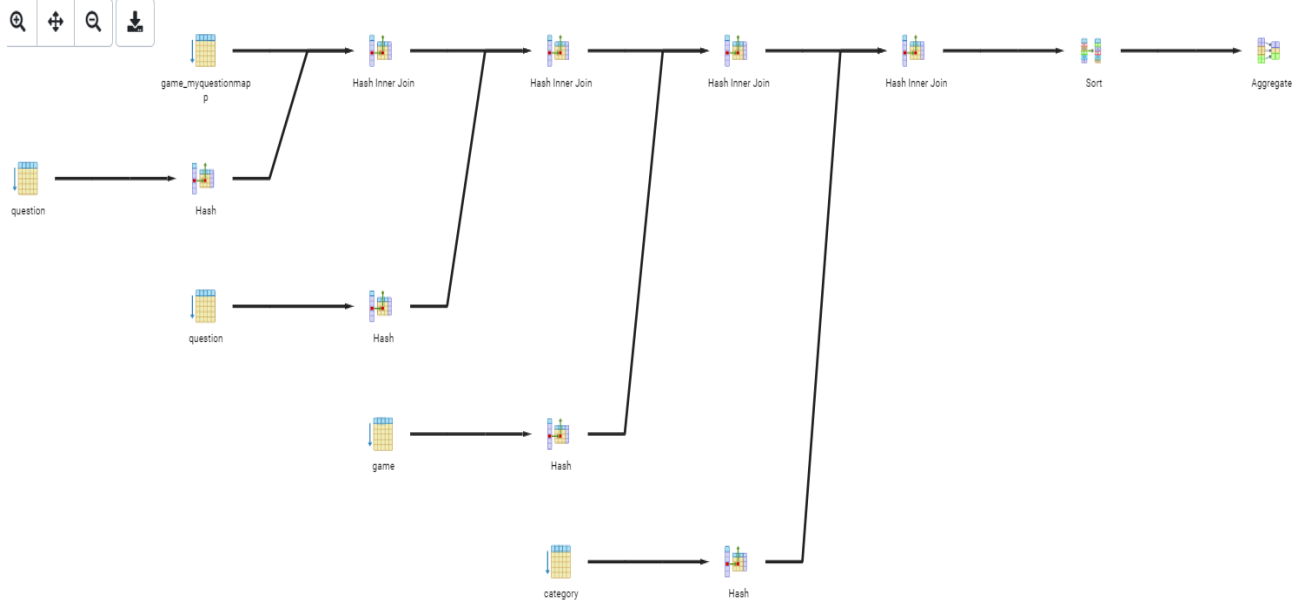 game_myquestionmap
p
Hash Inner Join
Hash Inner Join
Hash Inner Join
Hash Inner Join
Sort
Aggregate
question
Hash
question
Hash
game
Hash
category
Hash